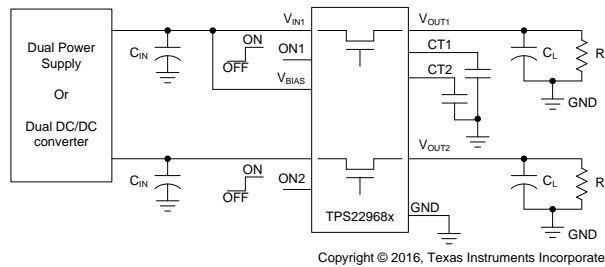 Dual Power
Supply
Or
Dual DC/DC
converter
CIN
ON
OFF
VIN1
ON1
VBIAS
VOUT1
CT1
CT2
CL
R
GND
CIN
ON
OFF
ON2
VOUT2
GND
TPS22968x
CL
R
GND
Copyright © 2016, Texas Instruments Incorporate